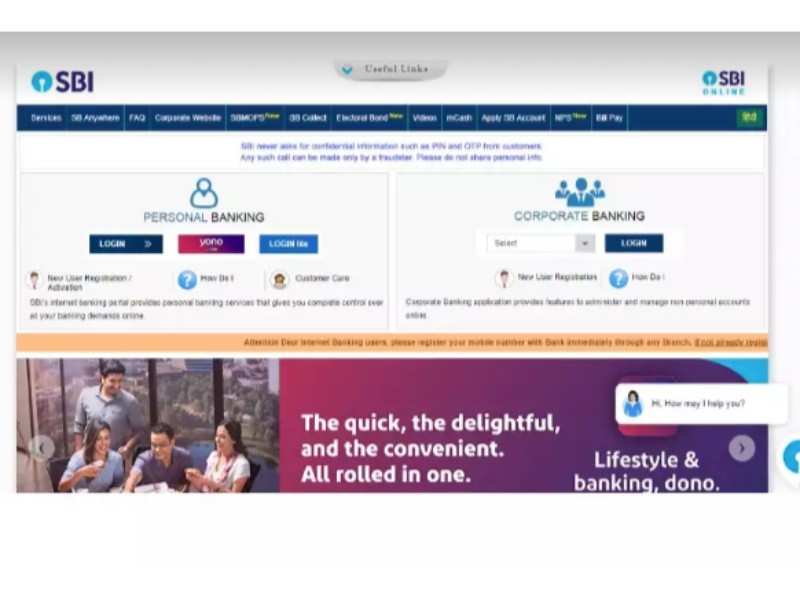 Useful Links
SBI
SBI
ONLINE
Services SB Anywhere FAQ Corporate Website SBMOPS New SB Collect Electoral Bond New Videos mCash Apply SB Account NPS New Bill Pay हिंदी
SBI never asks for confidential information such as PIN and OTP from customers.
Any such call can be made only by a fraudster. Please do not share personal info.
PERSONAL BANKING
LOGIN »
yono
LOGIN lite
New User Registration /
Activation
How Do I
Customer Care
SBI's internet banking portal provides personal banking services that gives you complete control over
all your banking demands online.
CORPORATE BANKING
Select
LOGIN
New User Registration
How Do I
Corporate Banking application provides features to administer and manage non personal accounts
online.
Attention Dear Internet Banking users, please register your mobile number with Bank immediately through any Branch. If not already regist
The quick, the delightful,
and the convenient.
All rolled in one.
Hi, How may I help you?
Lifestyle &
banking, dono.